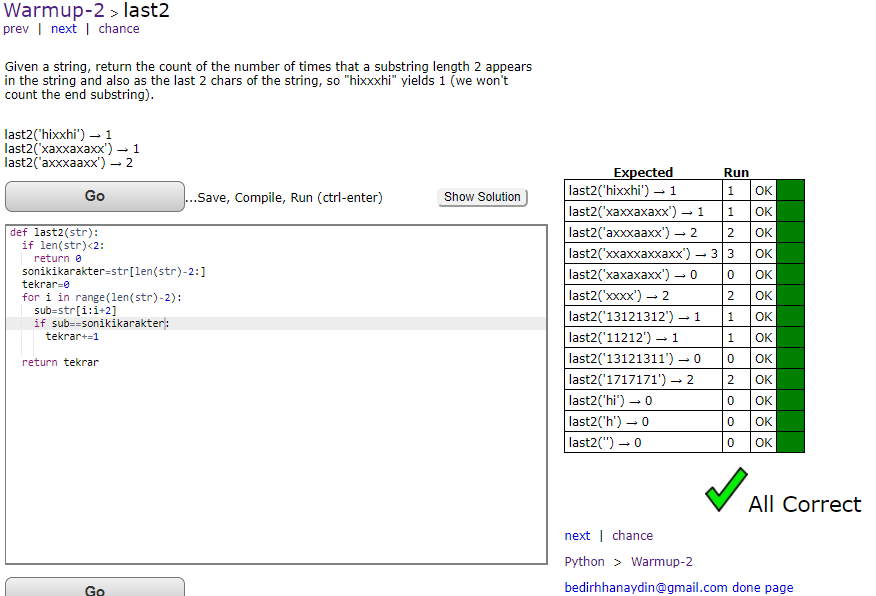 Warmup-2 > last2
prev | next | chance
Given a string, return the count of the number of times that a substring length 2 appears
in the string and also as the last 2 chars of the string, so "hixxxhi" yields 1 (we won't
count the end substring).
last2('hixxhi') → 1
last2('xaxxaxaxx') → 1
last2('axxxaaxx') → 2
Go
...Save, Compile, Run (ctrl-enter)
Show Solution
def last2(str):
  if len(str)<2:
    return 0
  sonikikarakter=str[len(str)-2:]
  tekrar=0
  for i in range(len(str)-2):
    sub=str[i:i+2]
    if sub==sonikikarakter:
      tekrar+=1
  return tekrar
Go
Expected Run
last2('hixxhi') → 1 1 OK
last2('xaxxaxaxx') → 1 1 OK
last2('axxxaaxx') → 2 2 OK
last2('xxaxxaxxaxx') → 3 3 OK
last2('xaxaxaxx') → 0 0 OK
last2('xxxx') → 2 2 OK
last2('13121312') → 1 1 OK
last2('11212') → 1 1 OK
last2('13121311') → 0 0 OK
last2('1717171') → 2 2 OK
last2('hi') → 0 0 OK
last2('h') → 0 0 OK
last2('') → 0 0 OK
All Correct
next | chance
Python > Warmup-2
bedirhhanaydin@gmail.com done page